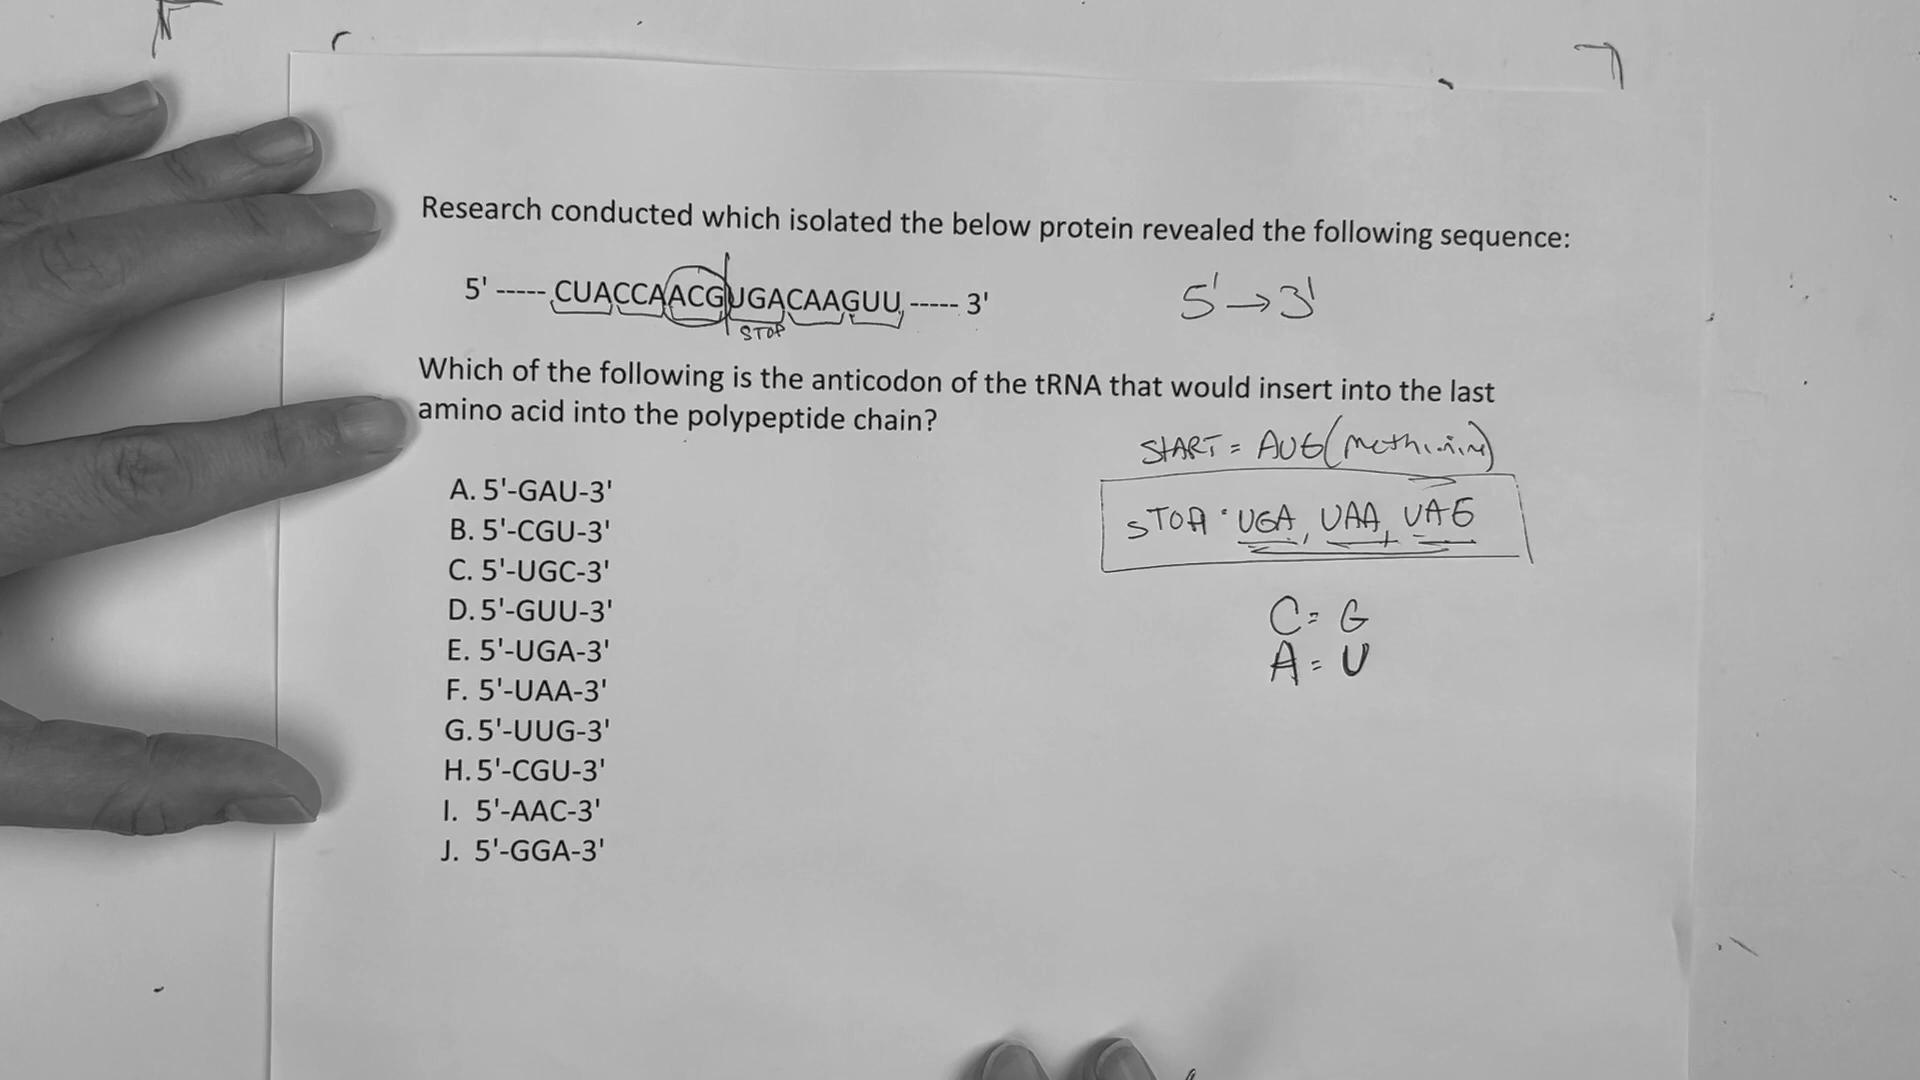 Research conducted which isolated the below protein revealed the following sequence:
5' ----- CUACCAACGUGACAAGUU ----- 3'
5' → 3'
STOP
Which of the following is the anticodon of the tRNA that would insert into the last
amino acid into the polypeptide chain?
START = AUG (Methinine)
STOP UGA, UAA, UAG
A. 5'-GAU-3'
B. 5'-CGU-3'
C. 5'-UGC-3'
D. 5'-GUU-3'
E. 5'-UGA-3'
F. 5'-UAA-3'
G. 5'-UUG-3'
H. 5'-CGU-3'
I. 5'-AAC-3'
J. 5'-GGA-3'
C = G
A = U